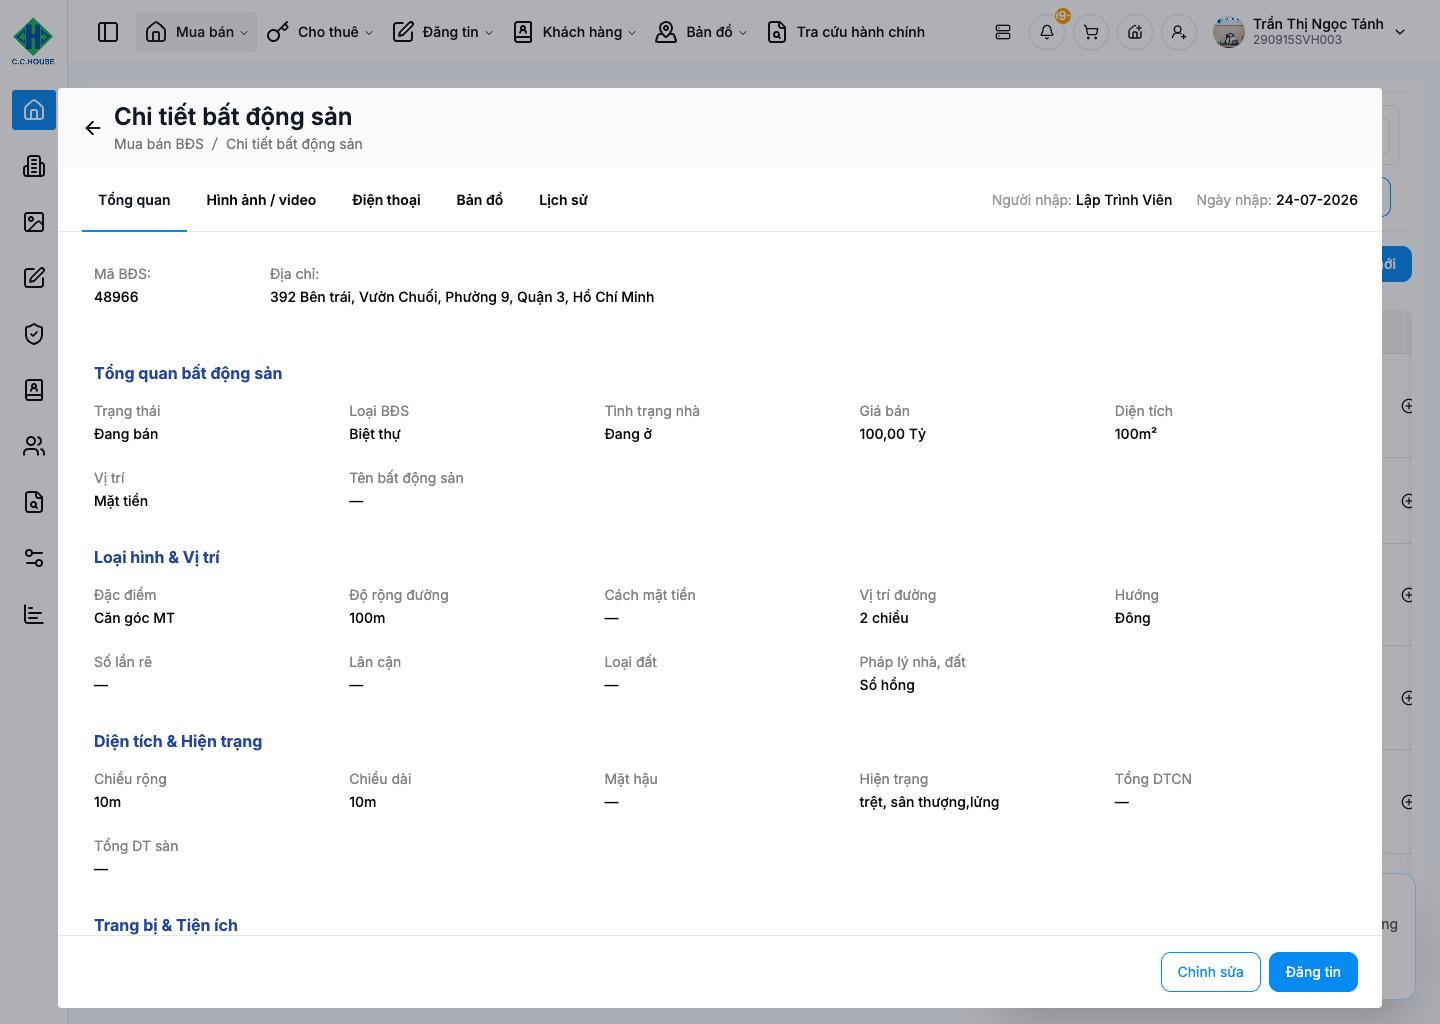 C.C.HOUSE
Mua bán
Cho thuê
Đăng tin
Khách hàng
Bản đồ
Tra cứu hành chính
Trần Thị Ngọc Tánh
290915SVH003
Chi tiết bất động sản
Mua bán BĐS / Chi tiết bất động sản
Tổng quan
Hình ảnh / video
Điện thoại
Bản đồ
Lịch sử
Người nhập: Lập Trình Viên
Ngày nhập: 24-07-2026
Mã BĐS:
48966
Địa chỉ:
392 Bên trái, Vườn Chuối, Phường 9, Quận 3, Hồ Chí Minh
Tổng quan bất động sản
Trạng thái
Đang bán
Loại BĐS
Biệt thự
Tình trạng nhà
Đang ở
Giá bán
100,00 Tỷ
Diện tích
100m²
Vị trí
Mặt tiền
Tên bất động sản
—
Loại hình & Vị trí
Đặc điểm
Căn góc MT
Độ rộng đường
100m
Cách mặt tiền
—
Vị trí đường
2 chiều
Hướng
Đông
Số lần rẽ
—
Lân cận
—
Loại đất
—
Pháp lý nhà, đất
Sổ hồng
Diện tích & Hiện trạng
Chiều rộng
10m
Chiều dài
10m
Mặt hậu
—
Hiện trạng
trệt, sân thượng,lửng
Tổng DTCN
—
Tổng DT sàn
—
Trang bị & Tiện ích
Chỉnh sửa
Đăng tin